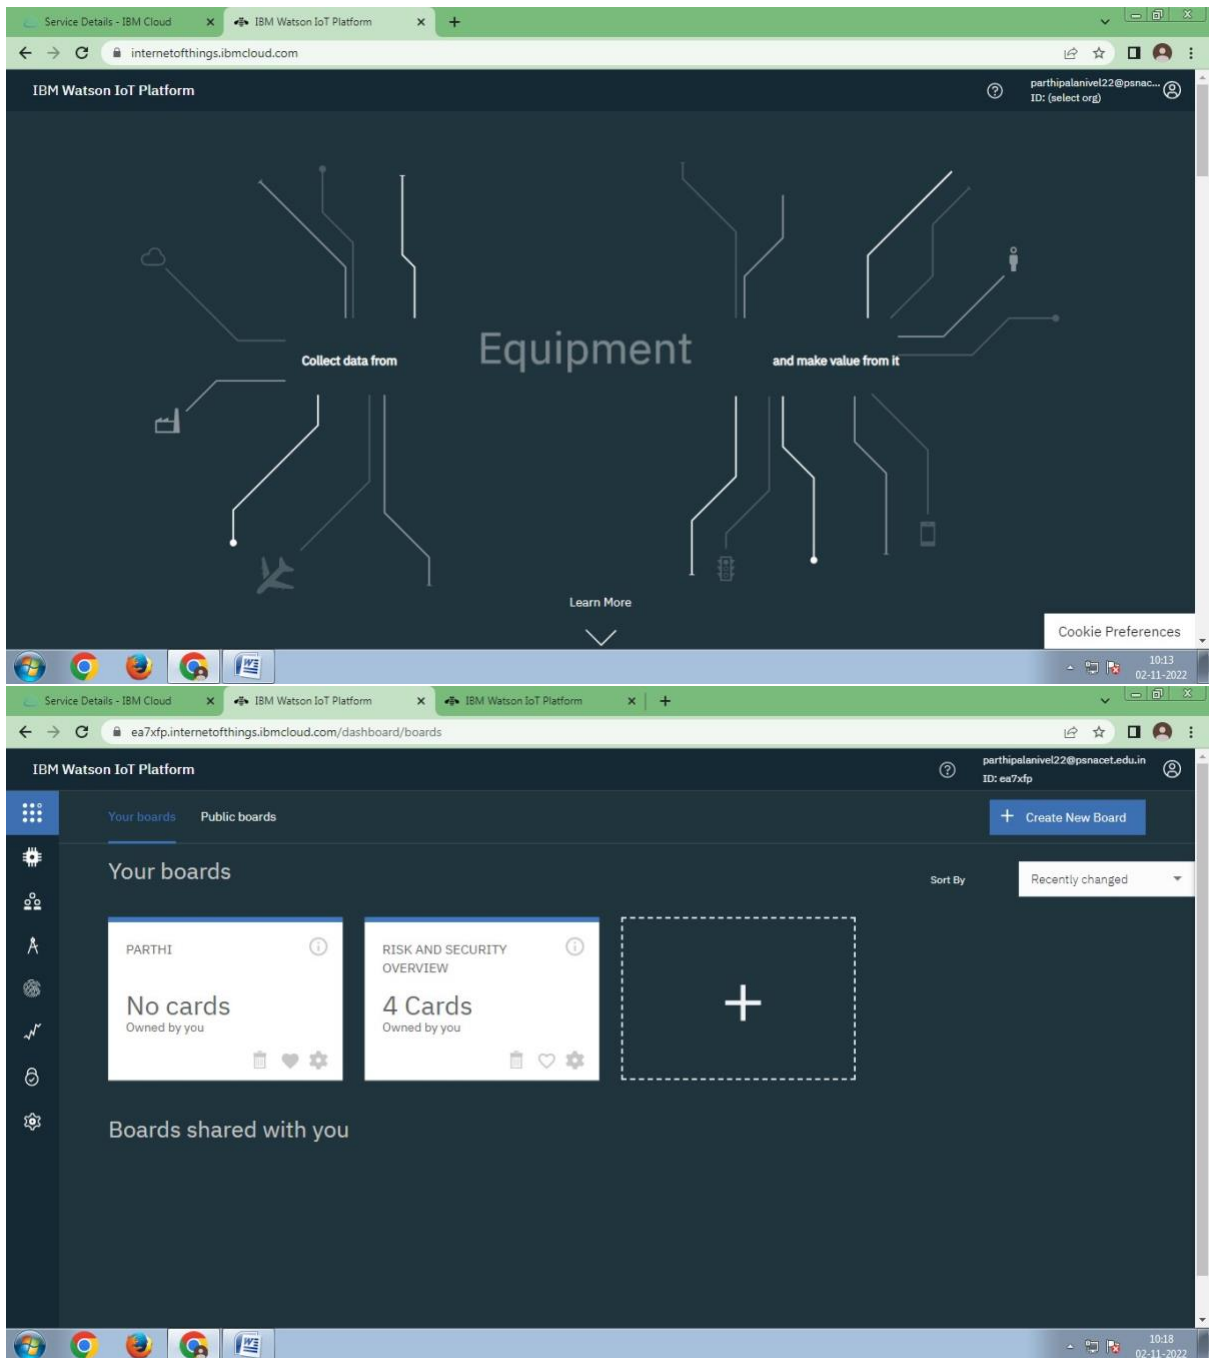 Service Details - IBM Cloud
IBM Watson IoT Platform
internetofthings.ibmcloud.com
IBM Watson IoT Platform
parthipalanivel22@psnac...
ID: (select org)
Equipment
Collect data from
and make value from it
Learn More
Cookie Preferences
10:13
02-11-2022
Service Details - IBM Cloud
IBM Watson IoT Platform
IBM Watson IoT Platform
ea7xfp.internetofthings.ibmcloud.com/dashboard/boards
IBM Watson IoT Platform
parthipalanivel22@psnacet.edu.in
ID: ea7xfp
Your boards
Public boards
Create New Board
Your boards
Sort By
Recently changed
PARTHI
No cards
Owned by you
RISK AND SECURITY
OVERVIEW
4 Cards
Owned by you
Boards shared with you
10:18
02-11-2022